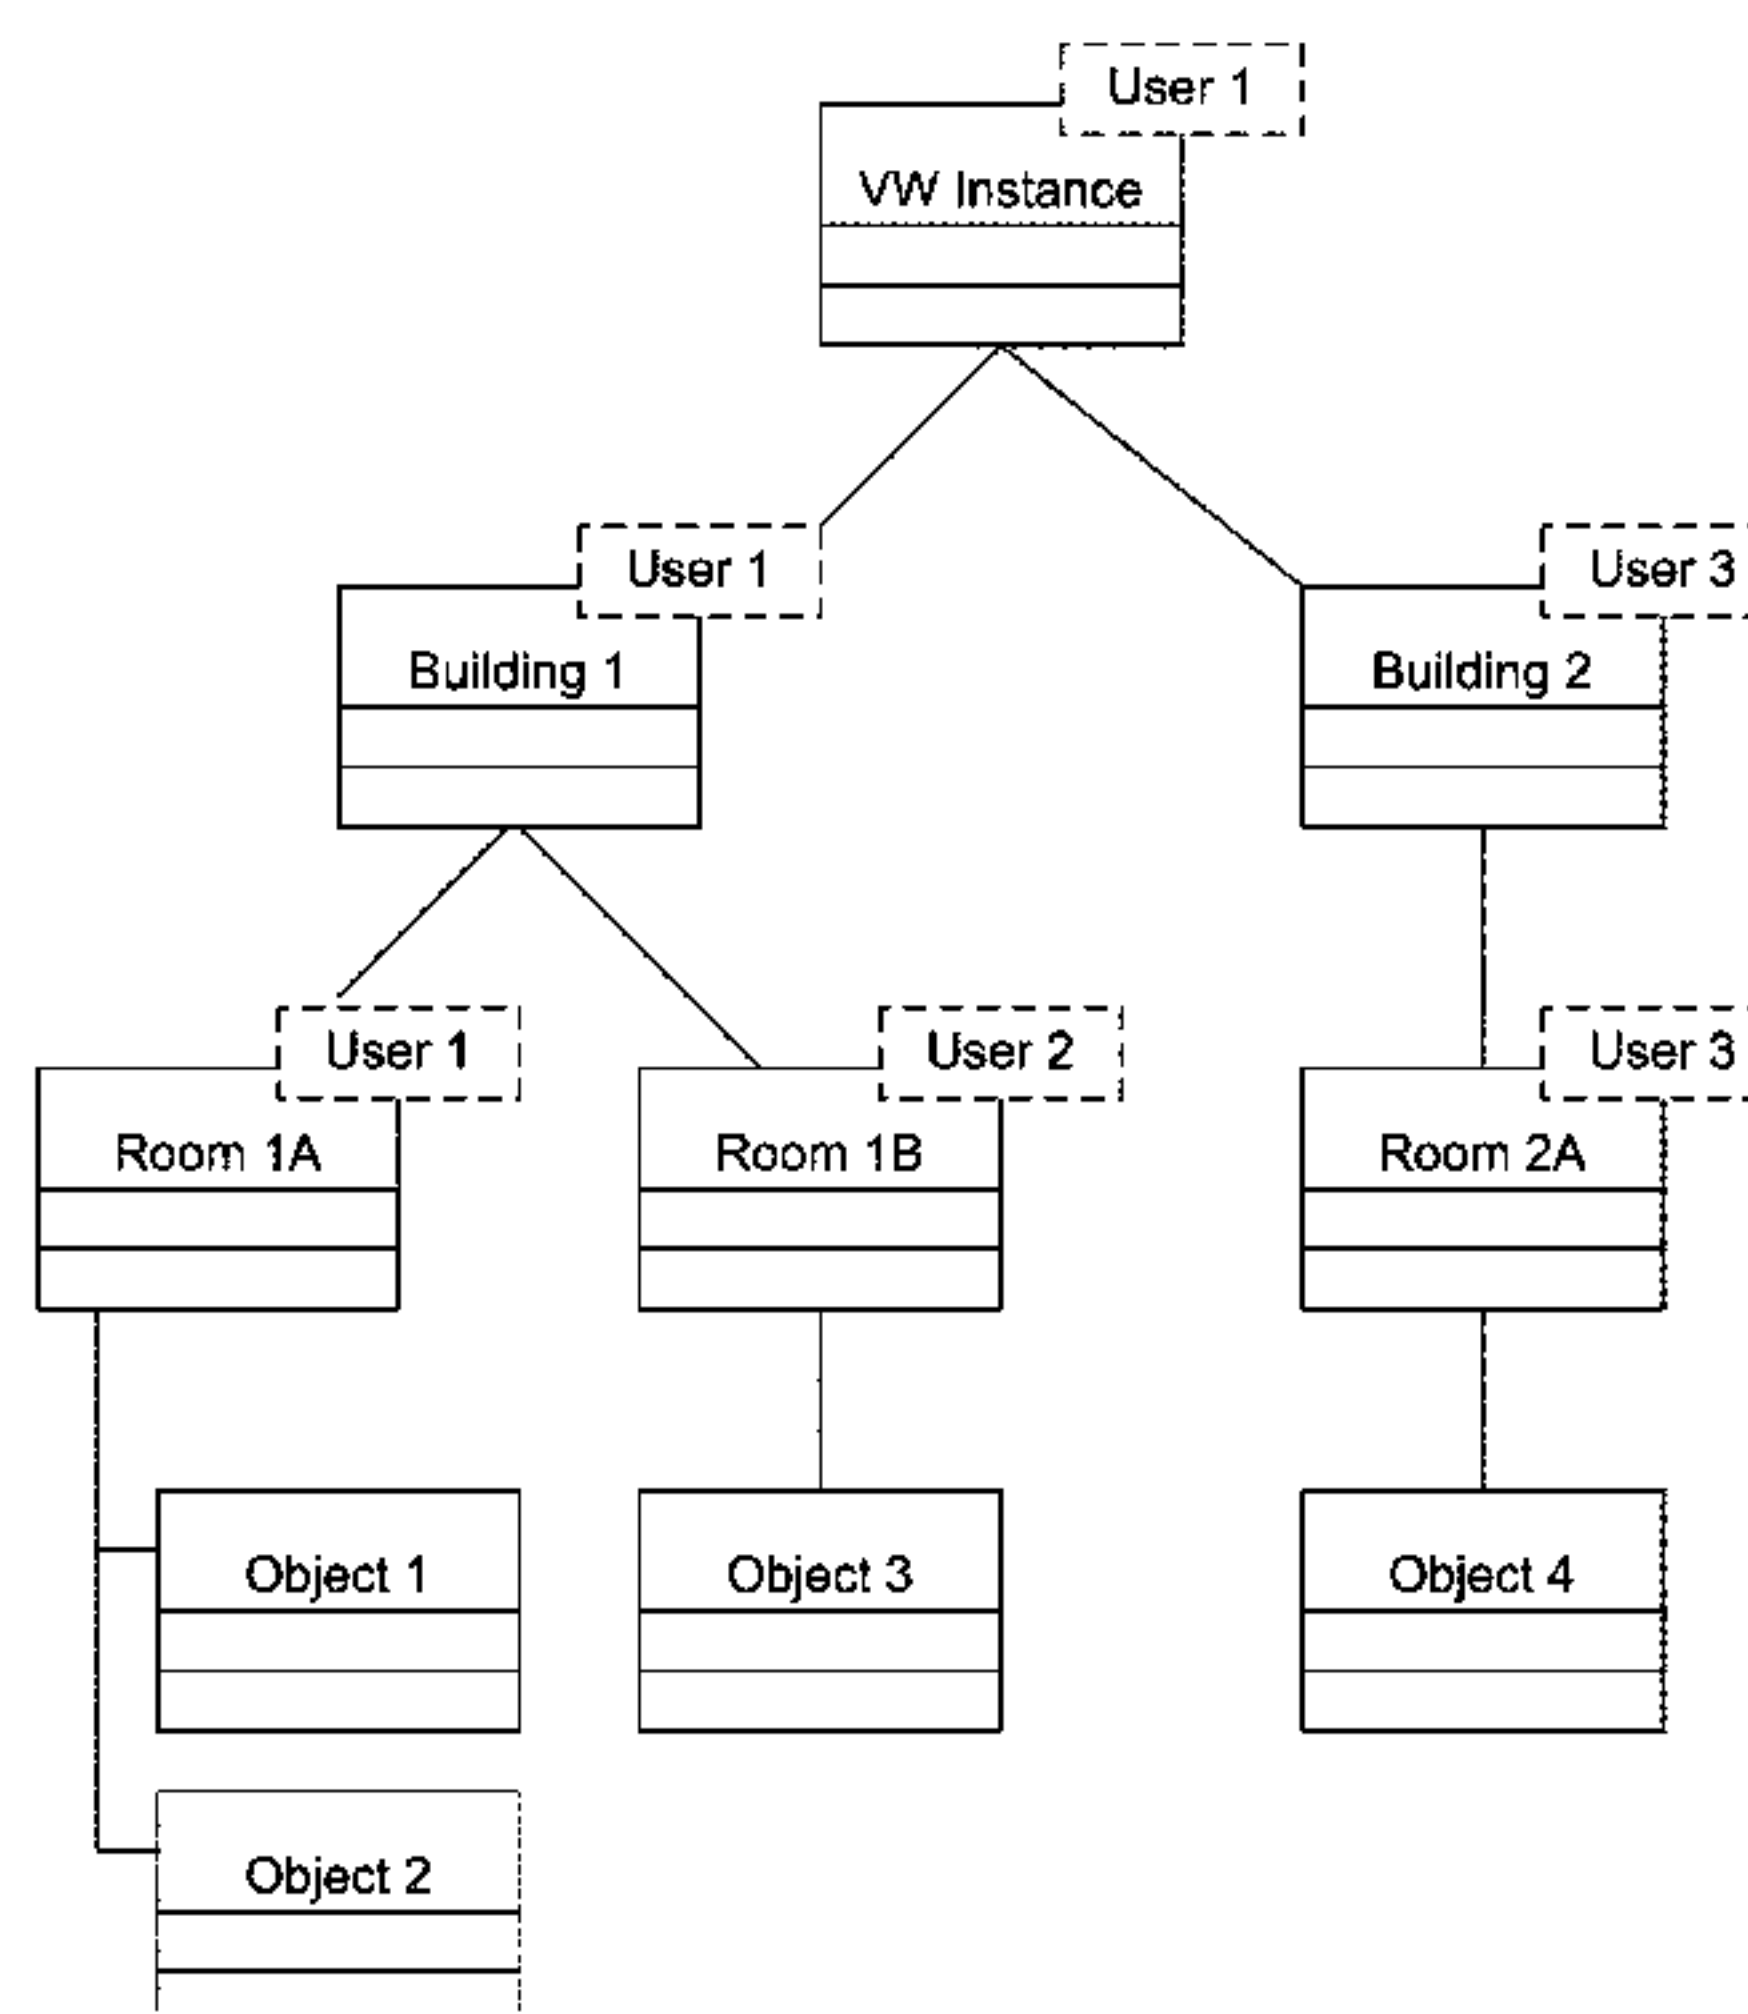 User 1
VW Instance
User 1
User 3
Building 1
Building 2
User 1
User 2
User 3
Room 1A
Room 1B
Room 2A
Object 1
Object 3
Object 4
Object 2